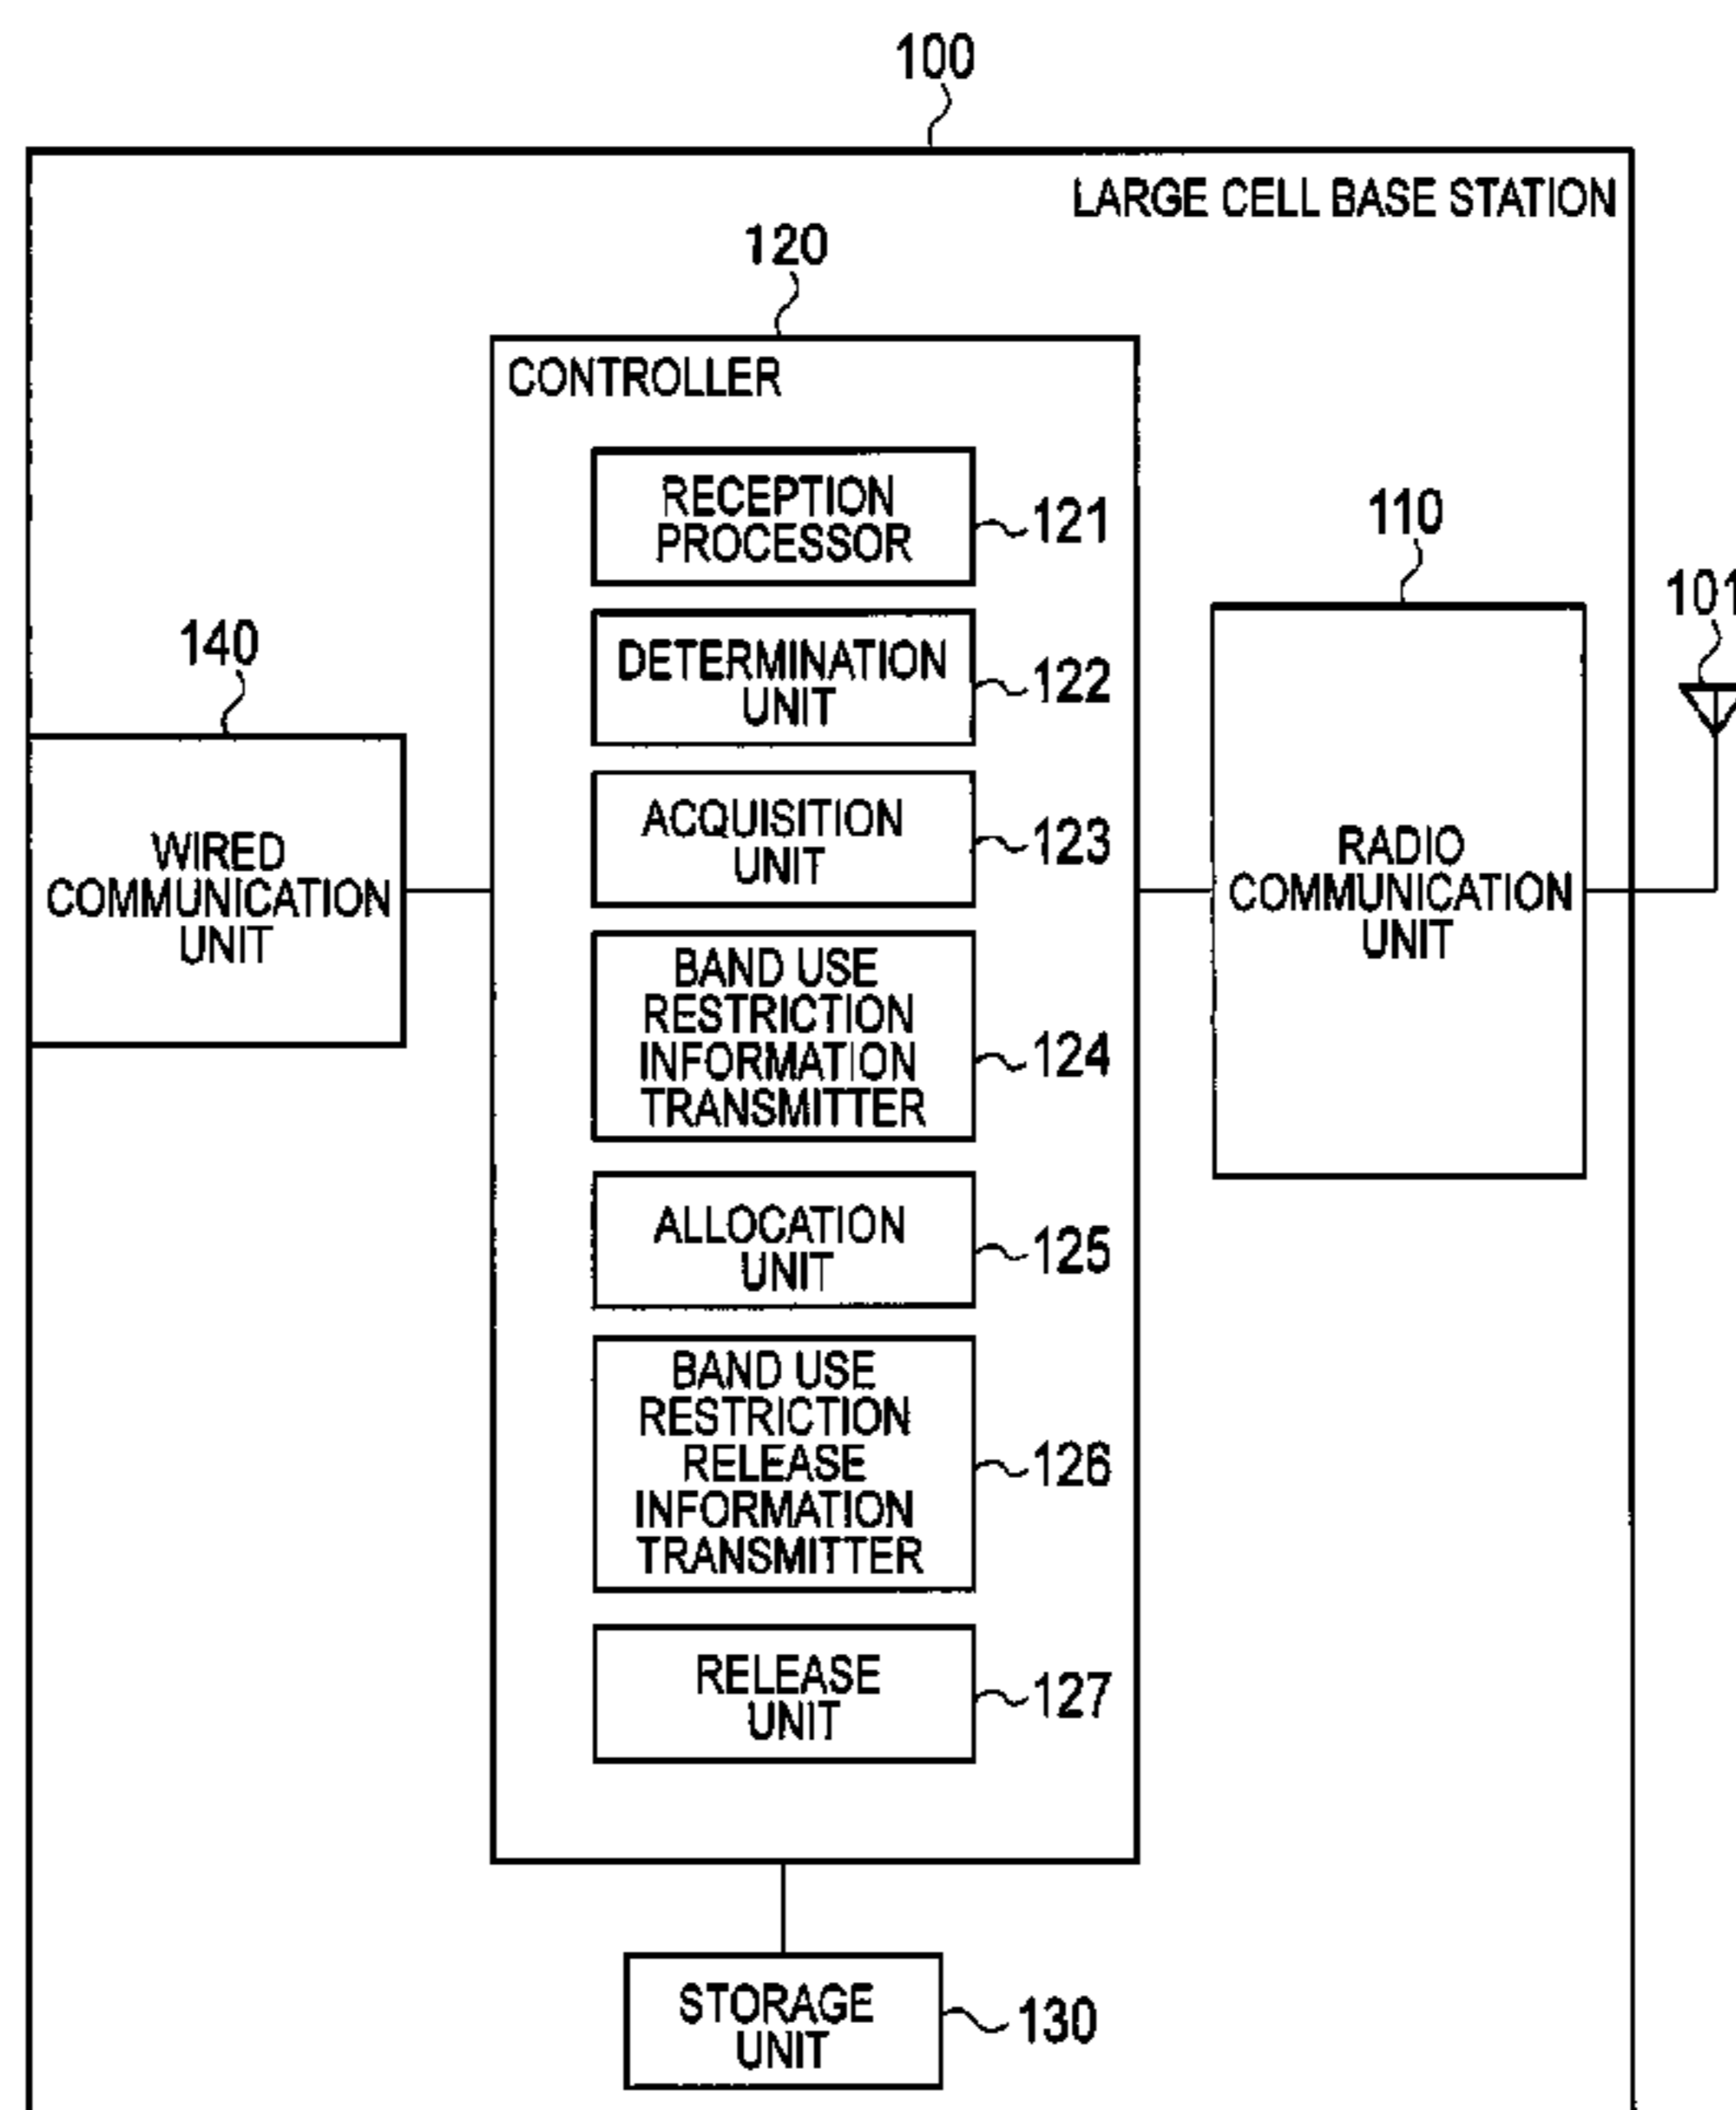 100
LARGE CELL BASE STATION
120
CONTROLLER
RECEPTION
PROCESSOR
121
110
101
DETERMINATION
UNIT
122
140
ACQUISITION
UNIT
123
WIRED
COMMUNICATION
UNIT
RADIO
COMMUNICATION
UNIT
BAND USE
RESTRICTION
INFORMATION
TRANSMITTER
124
ALLOCATION
UNIT
125
BAND USE
RESTRICTION
RELEASE
INFORMATION
TRANSMITTER
126
RELEASE
UNIT
127
STORAGE
UNIT
130